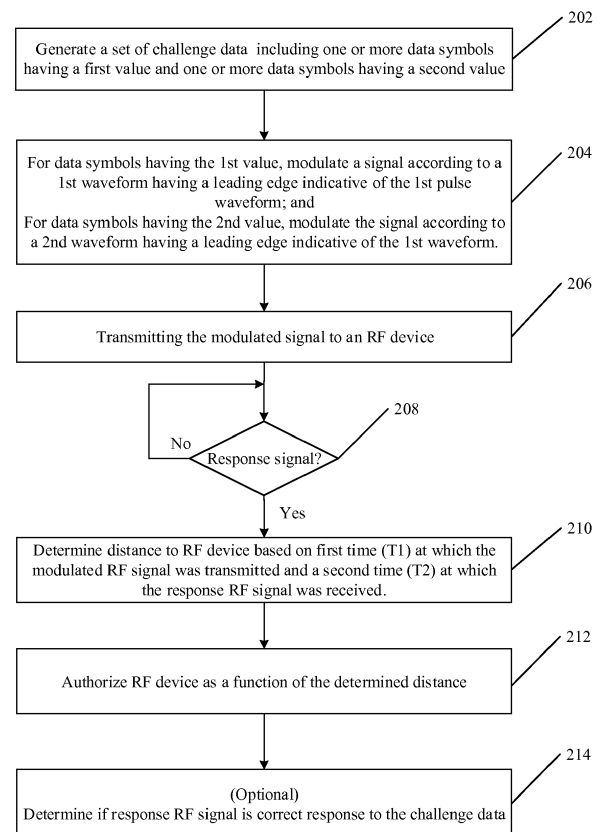 202
Generate a set of challenge data including one or more data symbols
having a first value and one or more data symbols having a second value
204
For data symbols having the 1st value, modulate a signal according to a
1st waveform having a leading edge indicative of the 1st pulse
waveform; and
For data symbols having the 2nd value, modulate the signal according to
a 2nd waveform having a leading edge indicative of the 1st waveform.
206
Transmitting the modulated signal to an RF device
208
No
Response signal?
Yes
210
Determine distance to RF device based on first time (T1) at which the
modulated RF signal was transmitted and a second time (T2) at which
the response RF signal was received.
212
Authorize RF device as a function of the determined distance
214
(Optional)
Determine if response RF signal is correct response to the challenge data